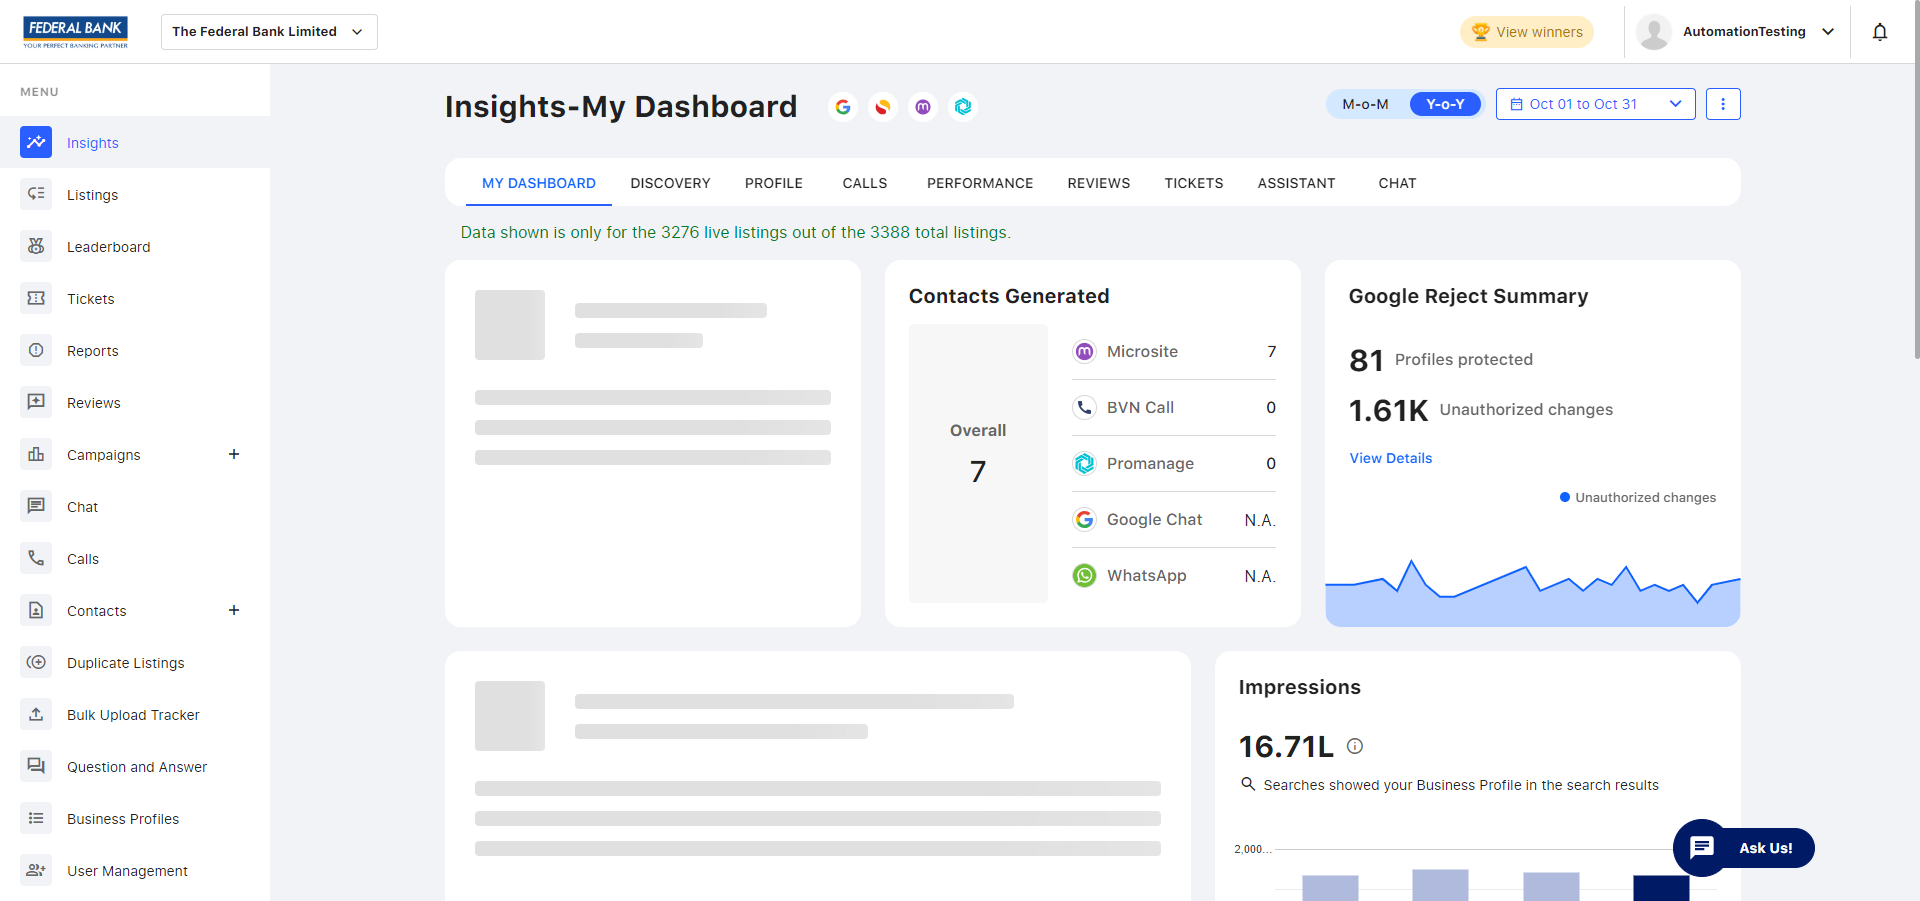 FEDERAL BANK
YOUR PERFECT BANKING PARTNER
The Federal Bank Limited
View winners
AutomationTesting
MENU
Insights
Listings
Leaderboard
Tickets
Reports
Reviews
Campaigns +
Chat
Calls
Contacts +
Duplicate Listings
Bulk Upload Tracker
Question and Answer
Business Profiles
User Management
Insights-My Dashboard
M-o-M Y-o-Y
Oct 01 to Oct 31
MY DASHBOARD DISCOVERY PROFILE CALLS PERFORMANCE REVIEWS TICKETS ASSISTANT CHAT
Data shown is only for the 3276 live listings out of the 3388 total listings.
Contacts Generated
Overall
7
Microsite 7
BVN Call 0
Promanage 0
Google Chat N.A.
WhatsApp N.A.
Google Reject Summary
81 Profiles protected
1.61K Unauthorized changes
View Details
Unauthorized changes
Impressions
16.71L
Searches showed your Business Profile in the search results
2,000...
Ask Us!